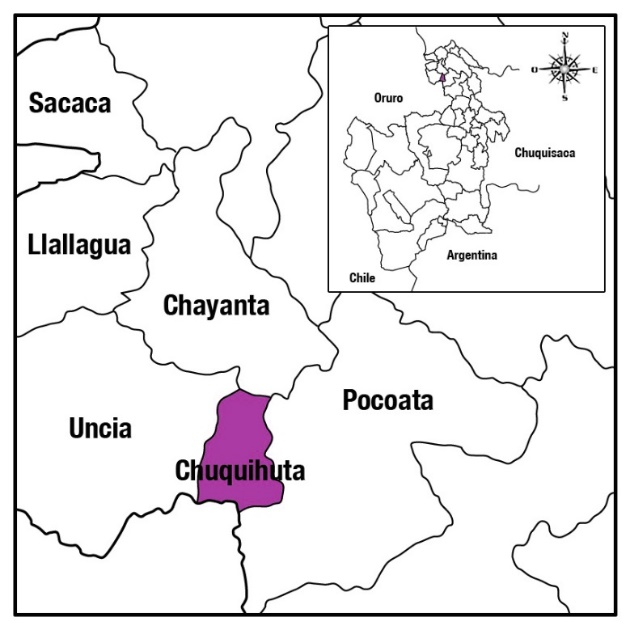 N
O
E
S
Sacaca
Oruro
Chuquisaca
Llallagua
Argentina
Chile
Chayanta
Pocoata
Uncia
Chuquihuta